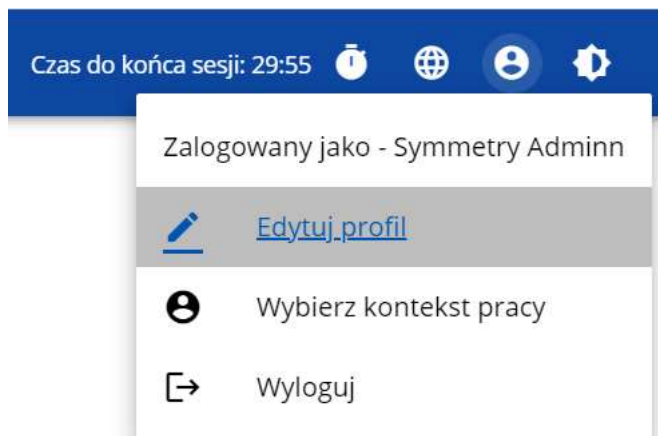 Czas do końca sesji: 29:55
Zalogowany jako - Symmetry Adminn
Edytuj profil
Wybierz kontekst pracy
Wyloguj